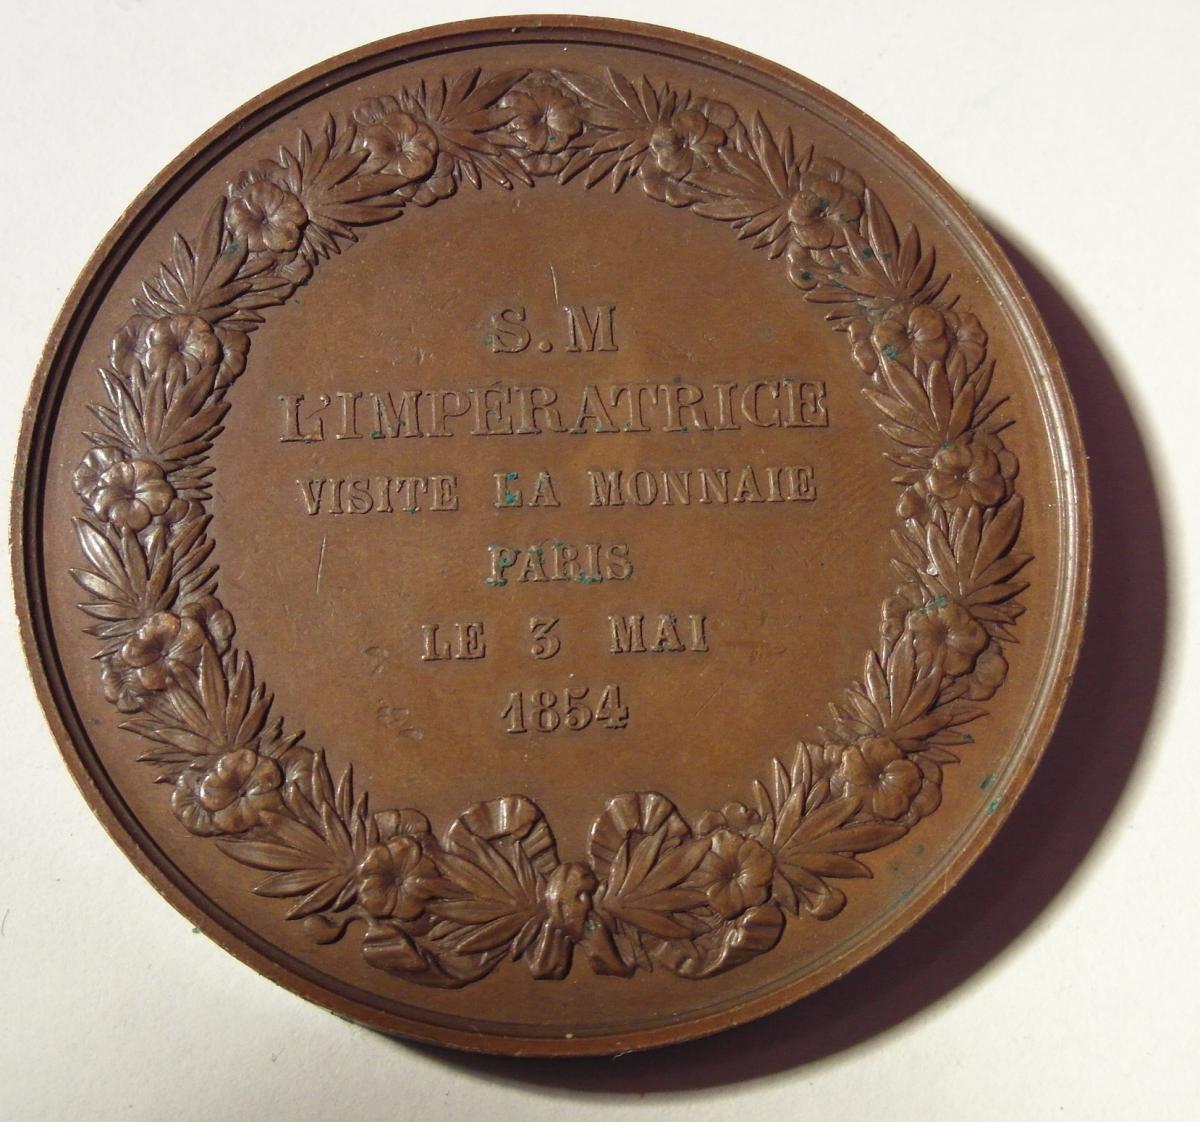 S.M
L'IMPÉRATRICE
VISITE LA MONNAIE
PARIS
LE 3 MAI
1854